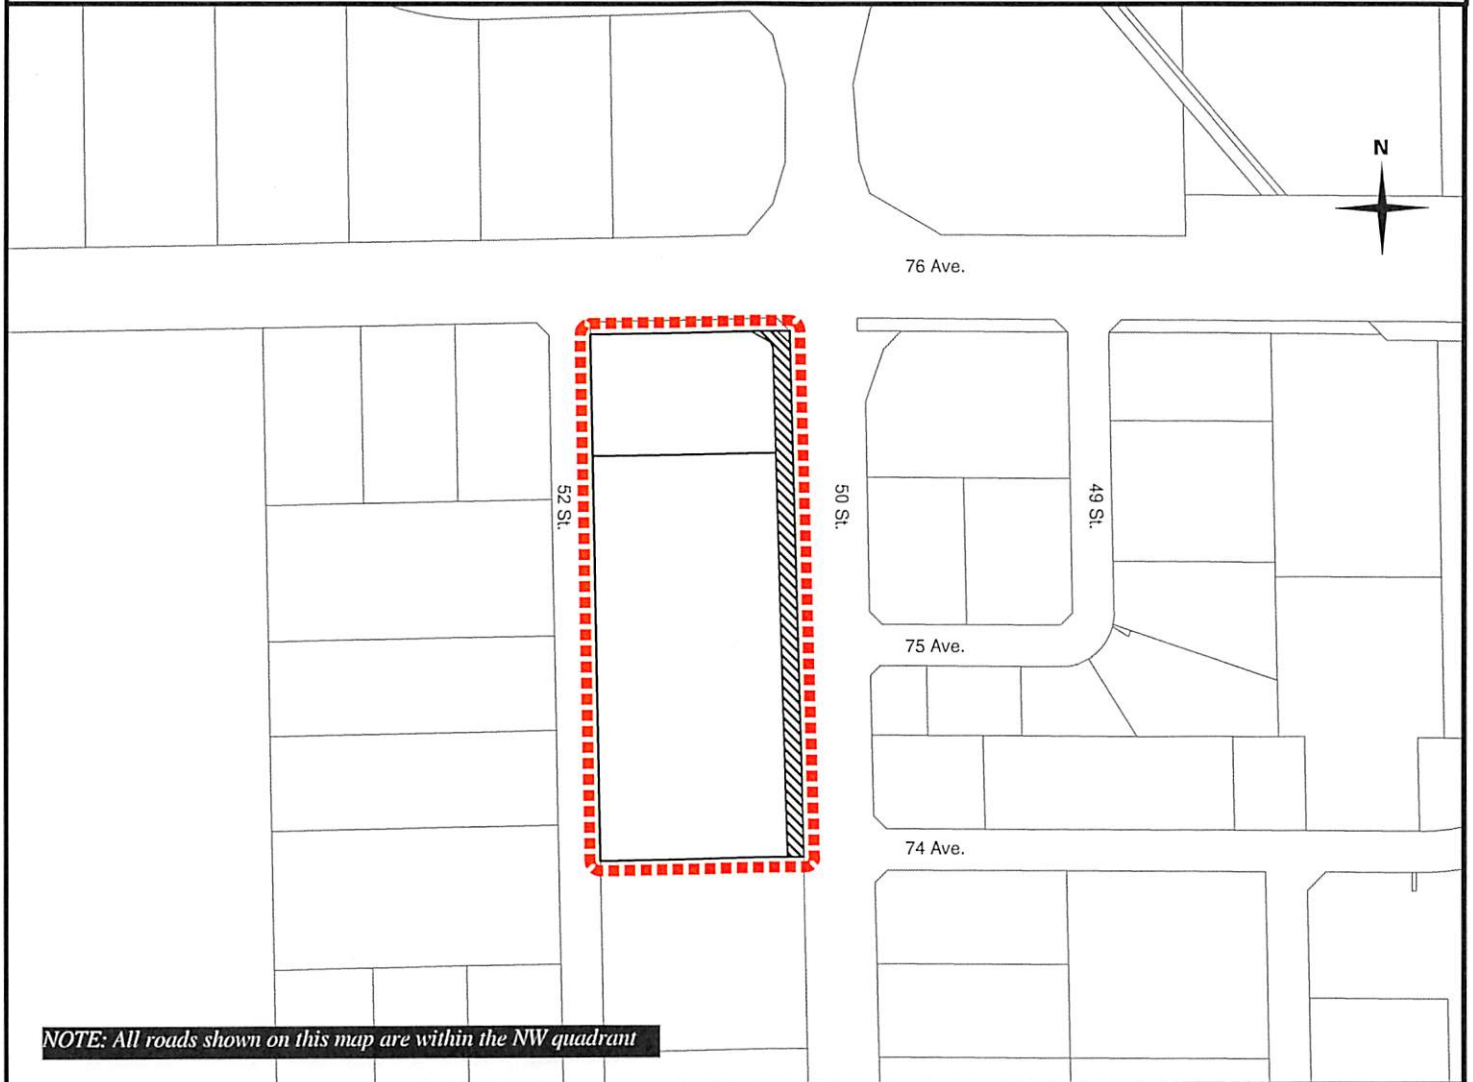 N
76 Ave.
52 St.
50 St.
49 St.
75 Ave.
74 Ave.
NOTE: All roads shown on this map are within the NW quadrant